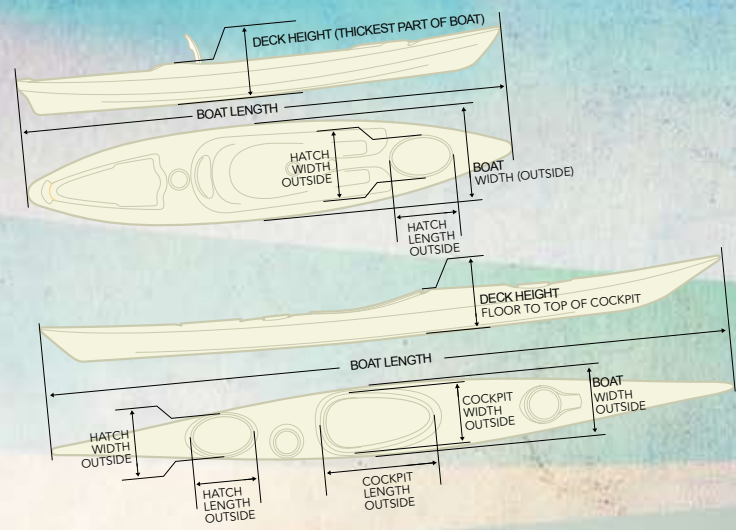 DECK HEIGHT (THICKEST PART OF BOAT)
BOAT LENGTH
HATCH
WIDTH
OUTSIDE
BOAT
WIDTH (OUTSIDE)
HATCH
LENGTH
OUTSIDE
DECK HEIGHT
FLOOR TO TOP OF COCKPIT
BOAT LENGTH
BOAT
WIDTH
OUTSIDE
COCKPIT
WIDTH
OUTSIDE
HATCH
WIDTH
OUTSIDE
COCKPIT
LENGTH
OUTSIDE
HATCH
LENGTH
OUTSIDE